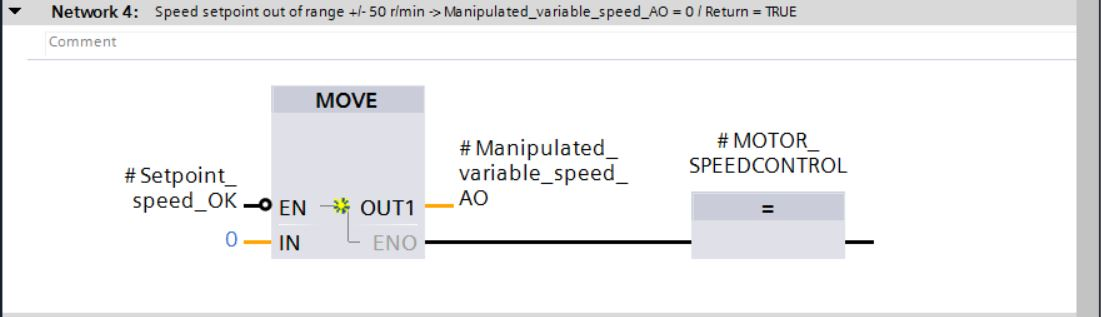 Network 4: Speed setpoint out of range +/- 50 r/min -> Manipulated_variable_speed_AO = 0 / Return = TRUE
Comment
MOVE
#Setpoint_
speed_OK
EN
OUT1
0
IN
ENO
#Manipulated_
variable_speed_
AO
#MOTOR_
SPEEDCONTROL
=